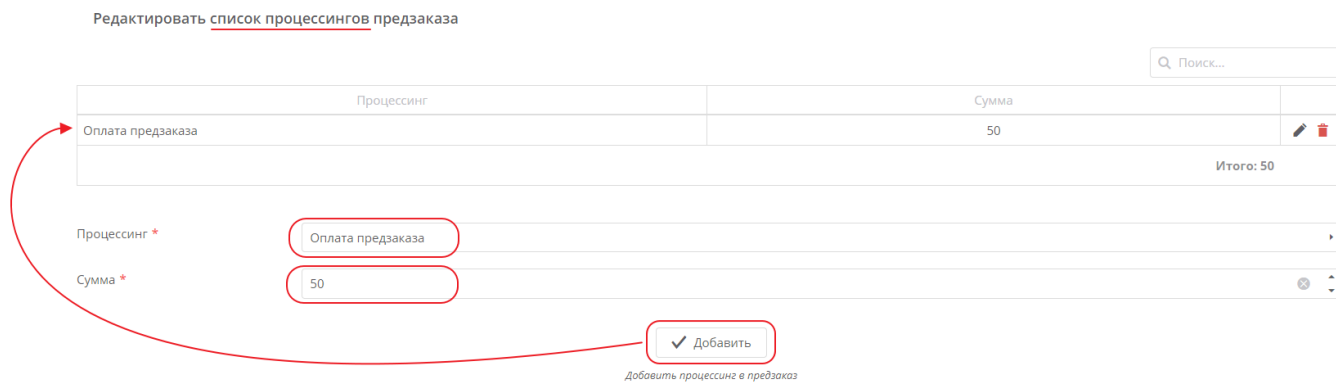 Редактировать список процессингов предзаказа
Поиск...
Процессинг Сумма
Оплата предзаказа 50
Итого: 50
Процессинг * Оплата предзаказа
Сумма * 50
Добавить
Добавить процессинг в предзаказ